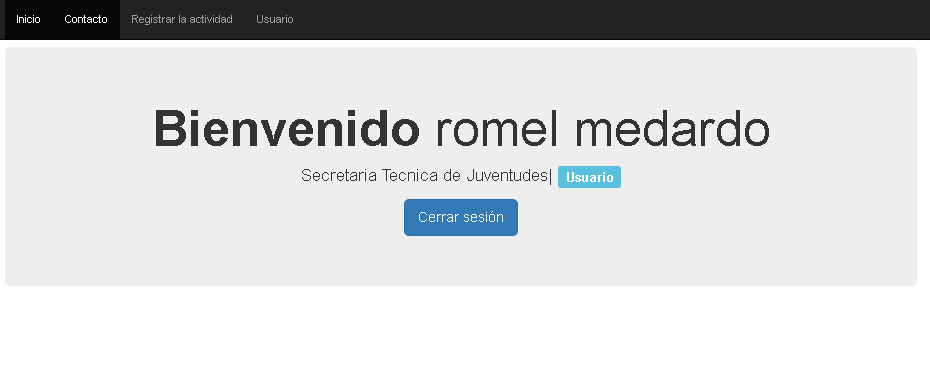 Inicio Contacto Registrar la actividad Usuario
Bienvenido romel medardo
Secretaria Tecnica de Juventudes| Usuario
Cerrar sesión